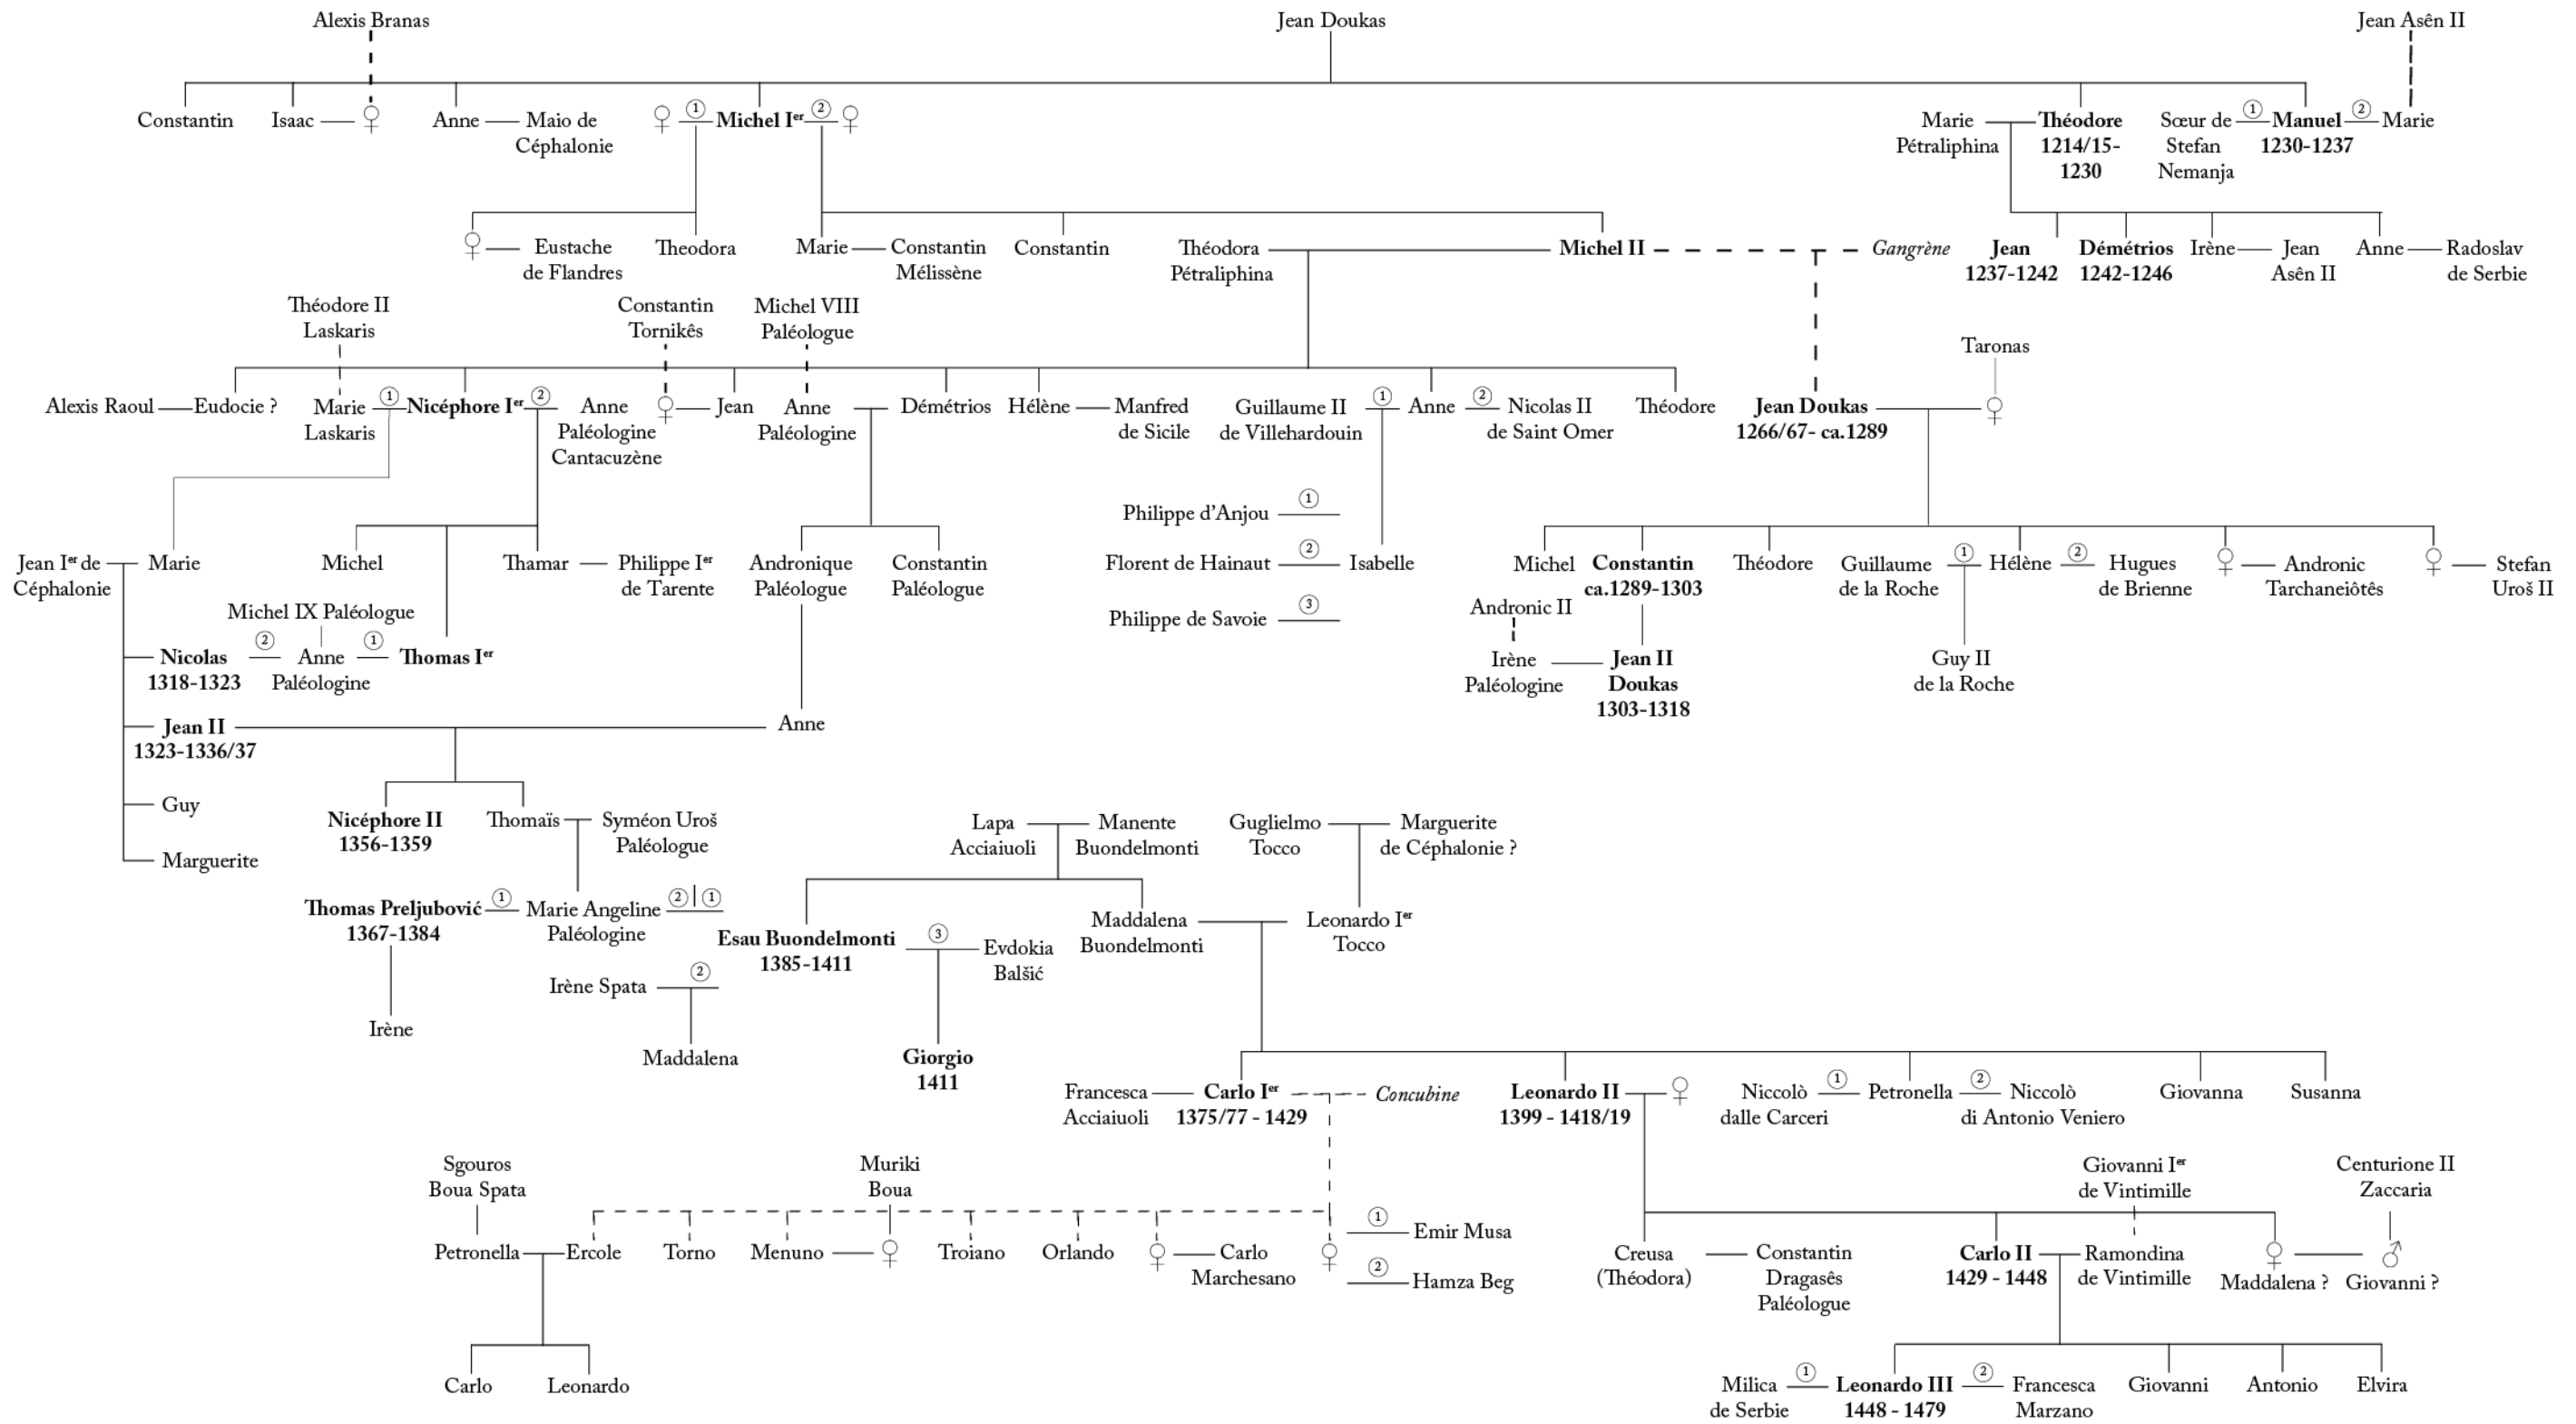 Alexis Branas
Jean Doukas
Jean Asên II
Constantin
Isaac
♀
Anne
Maio de
Céphalonie
♀
①
Michel Iᵉʳ
②
♀
Marie
Pétraliphina
Théodore
1214/15-
1230
Sœur de
Stefan
Nemanja
①
Manuel
1230-1237
②
Marie
♀
Eustache
de Flandres
Theodora
Marie
Constantin
Mélissène
Constantin
Théodora
Pétraliphina
Michel II
Gangrène
Jean
1237-1242
Démétrios
1242-1246
Irène
Jean
Asên II
Anne
Radoslav
de Serbie
Théodore II
Laskaris
Constantin
Tornikês
Michel VIII
Paléologue
Taronas
Alexis Raoul
Eudocie ?
Marie
Laskaris
①
Nicéphore Iᵉʳ
②
Anne
Paléologine
Cantacuzène
♀
Jean
Anne
Paléologine
Démétrios
Hélène
Manfred
de Sicile
Guillaume II
de Villehardouin
①
Anne
②
Nicolas II
de Saint Omer
Théodore
Jean Doukas
1266/67- ca.1289
♀
Philippe d'Anjou
①
Florent de Hainaut
②
Isabelle
Philippe de Savoie
③
Jean Iᵉʳ de
Céphalonie
Marie
Michel
Thamar
Philippe Iᵉʳ
de Tarente
Andronique
Paléologue
Constantin
Paléologue
Michel
Constantin
ca.1289-1303
Théodore
Guillaume
de la Roche
①
Hélène
②
Hugues
de Brienne
♀
Andronic
Tarchaneiôtês
♀
Stefan
Uroš II
Michel IX Paléologue
Andronic II
Nicolas
1318-1323
②
Anne
Paléologine
①
Thomas Iᵉʳ
Irène
Paléologine
Jean II
Doukas
1303-1318
Guy II
de la Roche
Jean II
1323-1336/37
Anne
Guy
Marguerite
Nicéphore II
1356-1359
Thomaïs
Syméon Uroš
Paléologue
Lapa
Acciaiuoli
Manente
Buondelmonti
Guglielmo
Tocco
Marguerite
de Céphalonie ?
Thomas Preljubović
1367-1384
①
Marie Angeline
Paléologine
②|①
Esau Buondelmonti
1385-1411
③
Evdokia
Balšić
Maddalena
Buondelmonti
Leonardo Iᵉʳ
Tocco
Irène Spata
②
Irène
Maddalena
Giorgio
1411
Francesca
Acciaiuoli
Carlo Iᵉʳ
1375/77 - 1429
Concubine
Leonardo II
1399 - 1418/19
♀
Niccolò
dalle Carceri
①
Petronella
②
Niccolò
di Antonio Veniero
Giovanna
Susanna
Sgouros
Boua Spata
Muriki
Boua
Giovanni Iᵉʳ
de Vintimille
Centurione II
Zaccaria
Petronella
Ercole
Torno
Menuno
♀
Troiano
Orlando
♀
Carlo
Marchesano
♀
①
Emir Musa
②
Hamza Beg
Creusa
(Théodora)
Constantin
Dragasês
Paléologue
Carlo II
1429 - 1448
Ramondina
de Vintimille
♀
Maddalena ?
♂
Giovanni ?
Carlo
Leonardo
Milica
de Serbie
①
Leonardo III
1448 - 1479
②
Francesca
Marzano
Giovanni
Antonio
Elvira